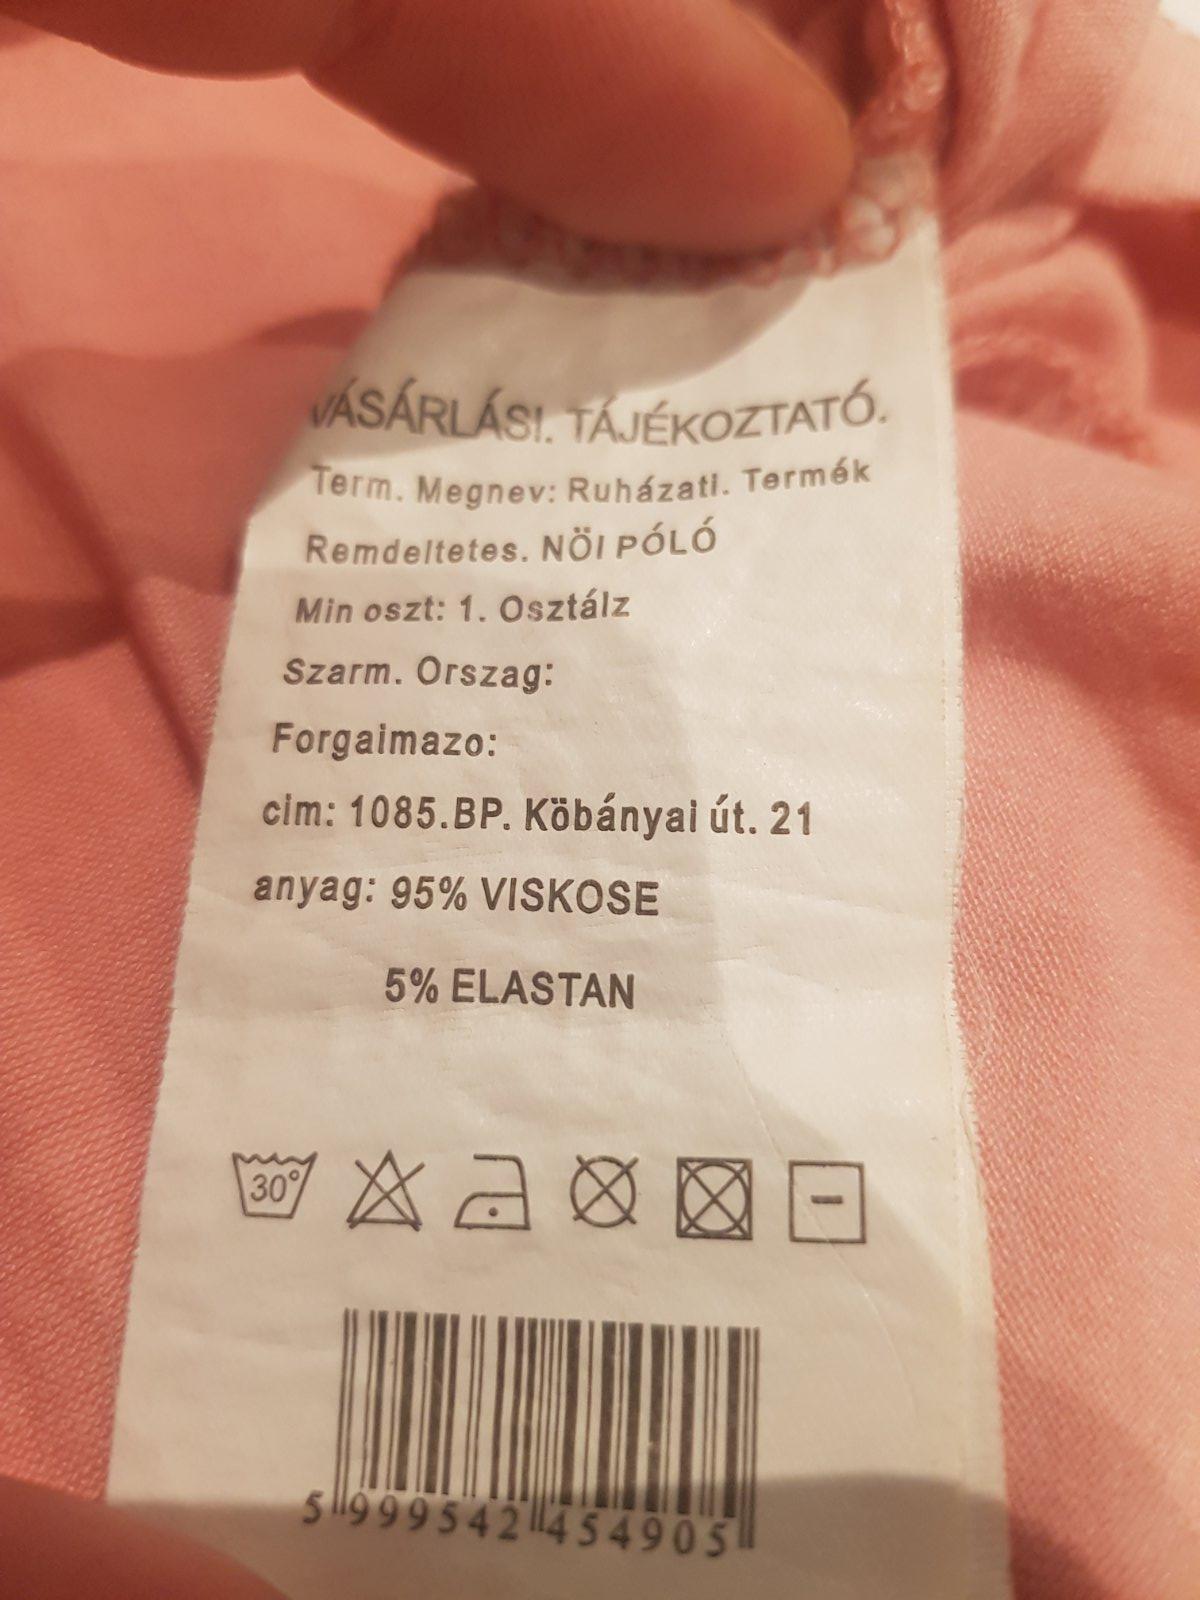 VÁSÁRLÁSI. TÁJÉKOZTATÓ.
Term. Megnev: Ruházati. Termék
Remdeltetes. NÖI PÓLÓ
Min oszt: 1. Osztálz
Szarm. Orszag:
Forgaimazo:
cim: 1085.BP. Köbányai út. 21
anyag: 95% VISKOSE
5% ELASTAN
30°
5 999542 454905